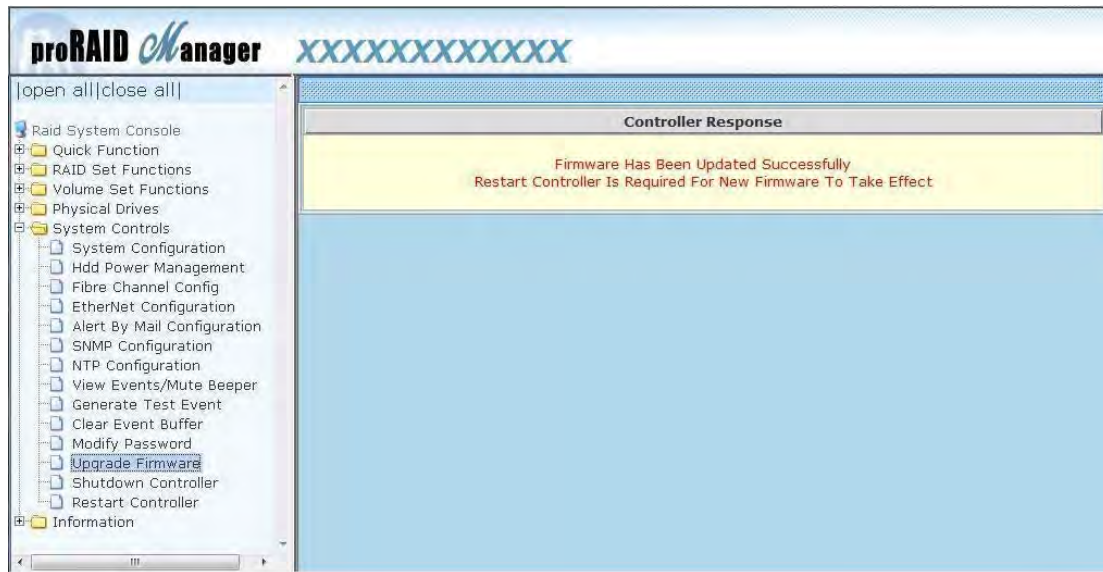 proRAID Manager XXXXXXXXXXXXX
|open all|close all|
Raid System Console
Quick Function
RAID Set Functions
Volume Set Functions
Physical Drives
System Controls
System Configuration
Hdd Power Management
Fibre Channel Config
EtherNet Configuration
Alert By Mail Configuration
SNMP Configuration
NTP Configuration
View Events/Mute Beeper
Generate Test Event
Clear Event Buffer
Modify Password
Upgrade Firmware
Shutdown Controller
Restart Controller
Information
Controller Response
Firmware Has Been Updated Successfully
Restart Controller Is Required For New Firmware To Take Effect